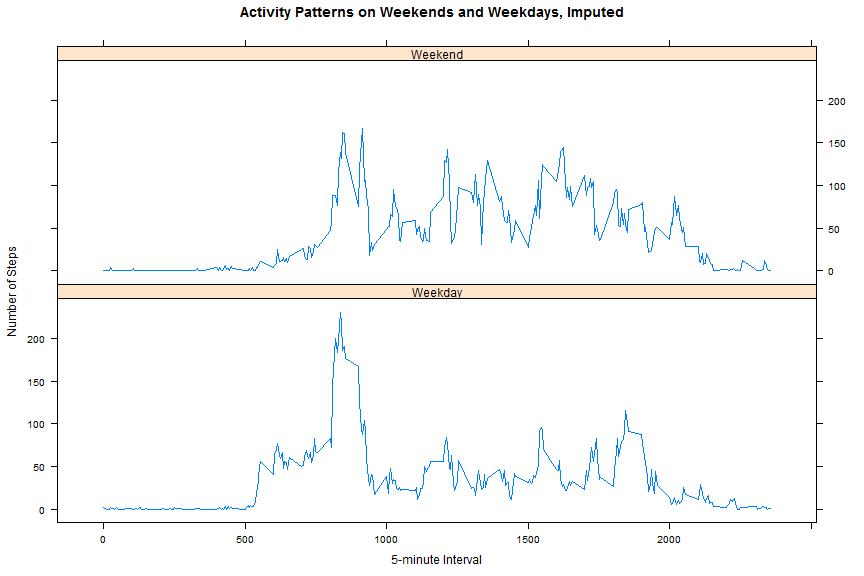 Activity Patterns on Weekends and Weekdays, Imputed
Weekend
200
150
100
50
0
Weekday
200
150
100
50
0
Number of Steps
0 500 1000 1500 2000
5-minute Interval